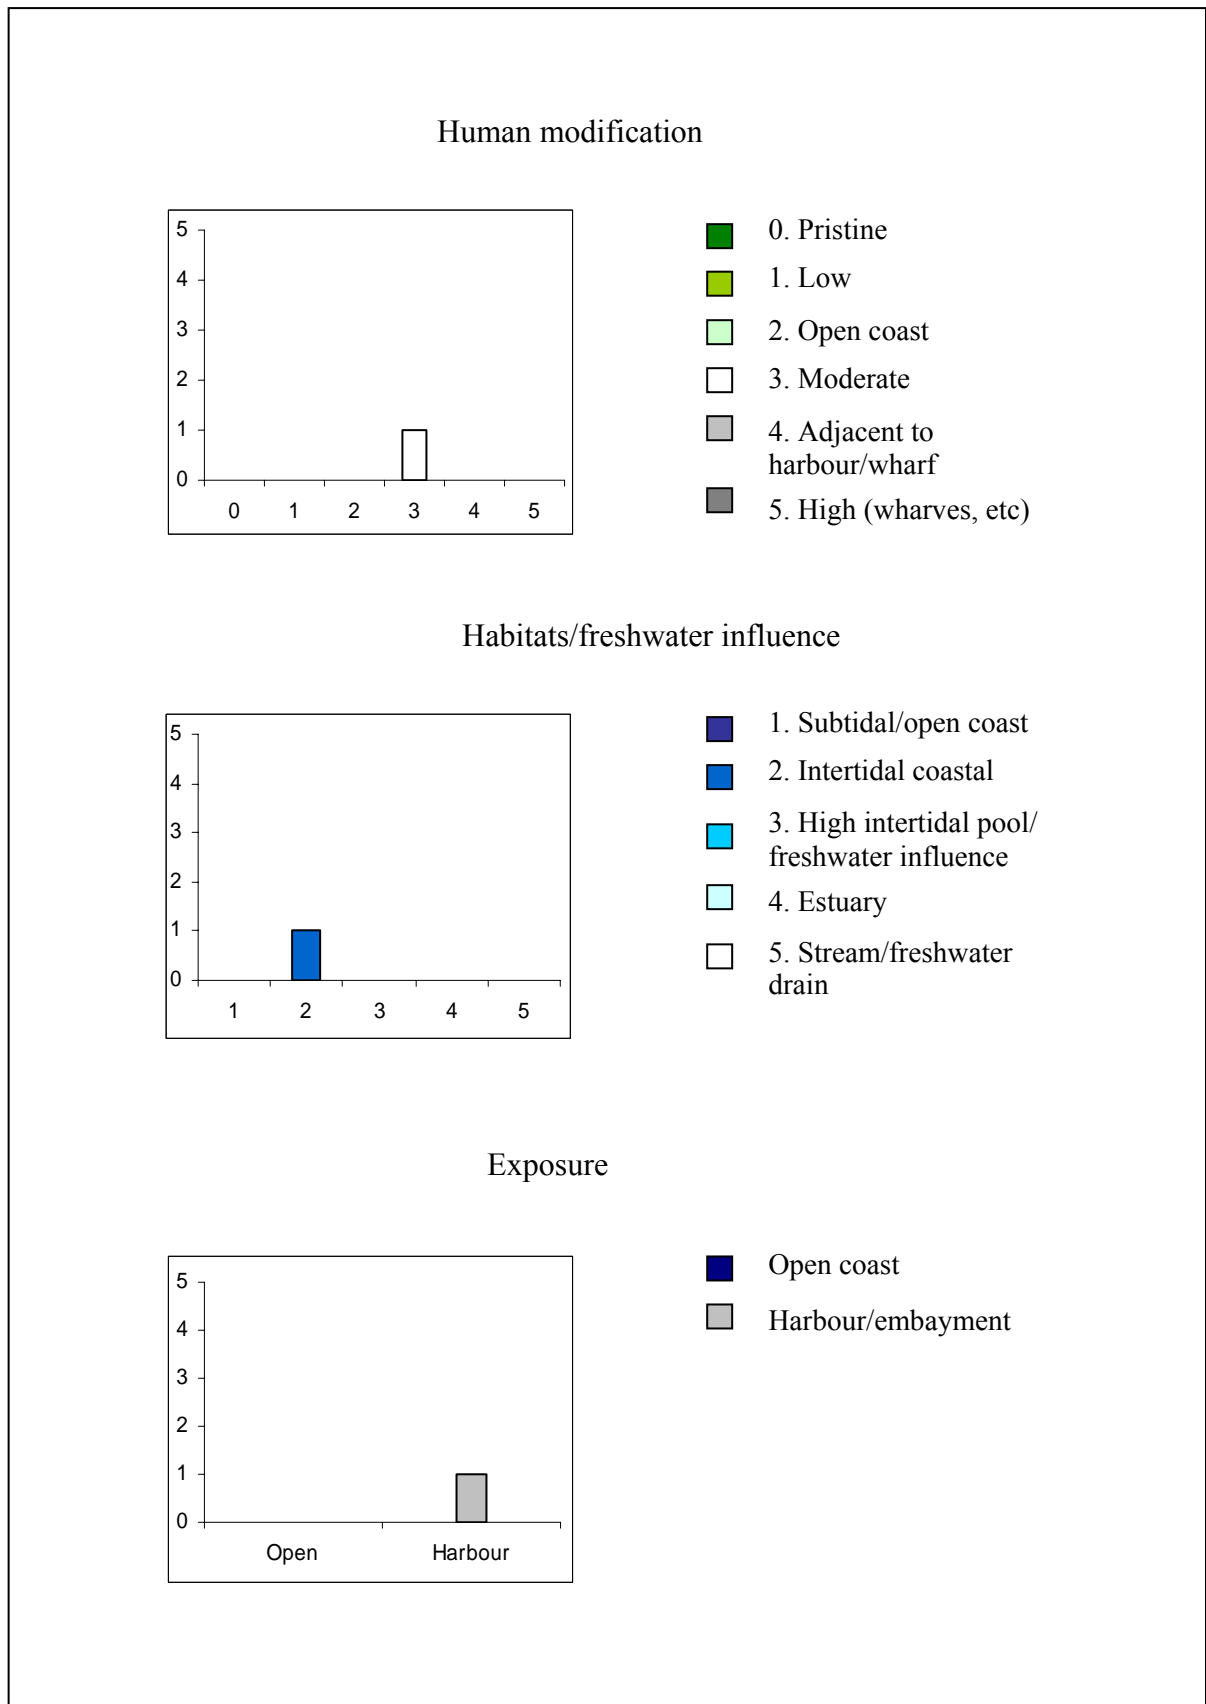 Human modification
5
4
3
2
1
0
0 1 2 3 4 5
0. Pristine
1. Low
2. Open coast
3. Moderate
4. Adjacent to
harbour/wharf
5. High (wharves, etc)
Habitats/freshwater influence
5
4
3
2
1
0
1 2 3 4 5
1. Subtidal/open coast
2. Intertidal coastal
3. High intertidal pool/
freshwater influence
4. Estuary
5. Stream/freshwater
drain
Exposure
5
4
3
2
1
0
Open Harbour
Open coast
Harbour/embayment